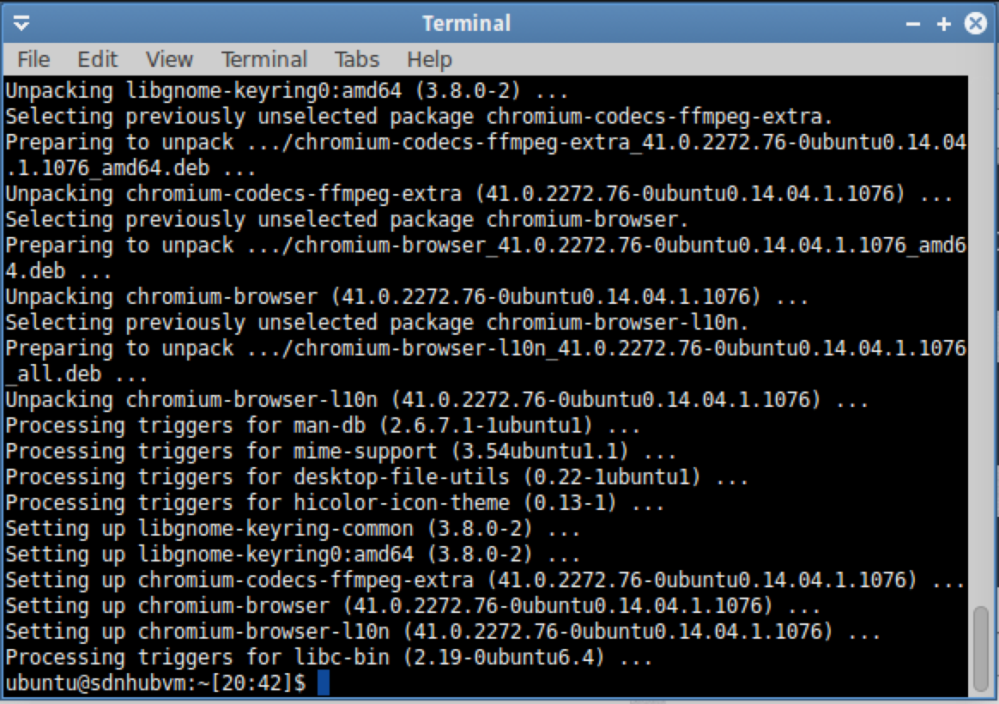 Terminal
File Edit View Terminal Tabs Help
Unpacking libgnome-keyring0:amd64 (3.8.0-2) ...
Selecting previously unselected package chromium-codecs-ffmpeg-extra.
Preparing to unpack .../chromium-codecs-ffmpeg-extra_41.0.2272.76-0ubuntu0.14.04
.1.1076_amd64.deb ...
Unpacking chromium-codecs-ffmpeg-extra (41.0.2272.76-0ubuntu0.14.04.1.1076) ...
Selecting previously unselected package chromium-browser.
Preparing to unpack .../chromium-browser_41.0.2272.76-0ubuntu0.14.04.1.1076_amd6
4.deb ...
Unpacking chromium-browser (41.0.2272.76-0ubuntu0.14.04.1.1076) ...
Selecting previously unselected package chromium-browser-l10n.
Preparing to unpack .../chromium-browser-l10n_41.0.2272.76-0ubuntu0.14.04.1.1076
_all.deb ...
Unpacking chromium-browser-l10n (41.0.2272.76-0ubuntu0.14.04.1.1076) ...
Processing triggers for man-db (2.6.7.1-1ubuntu1) ...
Processing triggers for mime-support (3.54ubuntu1.1) ...
Processing triggers for desktop-file-utils (0.22-1ubuntu1) ...
Processing triggers for hicolor-icon-theme (0.13-1) ...
Setting up libgnome-keyring-common (3.8.0-2) ...
Setting up libgnome-keyring0:amd64 (3.8.0-2) ...
Setting up chromium-codecs-ffmpeg-extra (41.0.2272.76-0ubuntu0.14.04.1.1076) ...
Setting up chromium-browser (41.0.2272.76-0ubuntu0.14.04.1.1076) ...
Setting up chromium-browser-l10n (41.0.2272.76-0ubuntu0.14.04.1.1076) ...
Processing triggers for libc-bin (2.19-0ubuntu6.4) ...
ubuntu@sdnhubvm:~[20:42]$